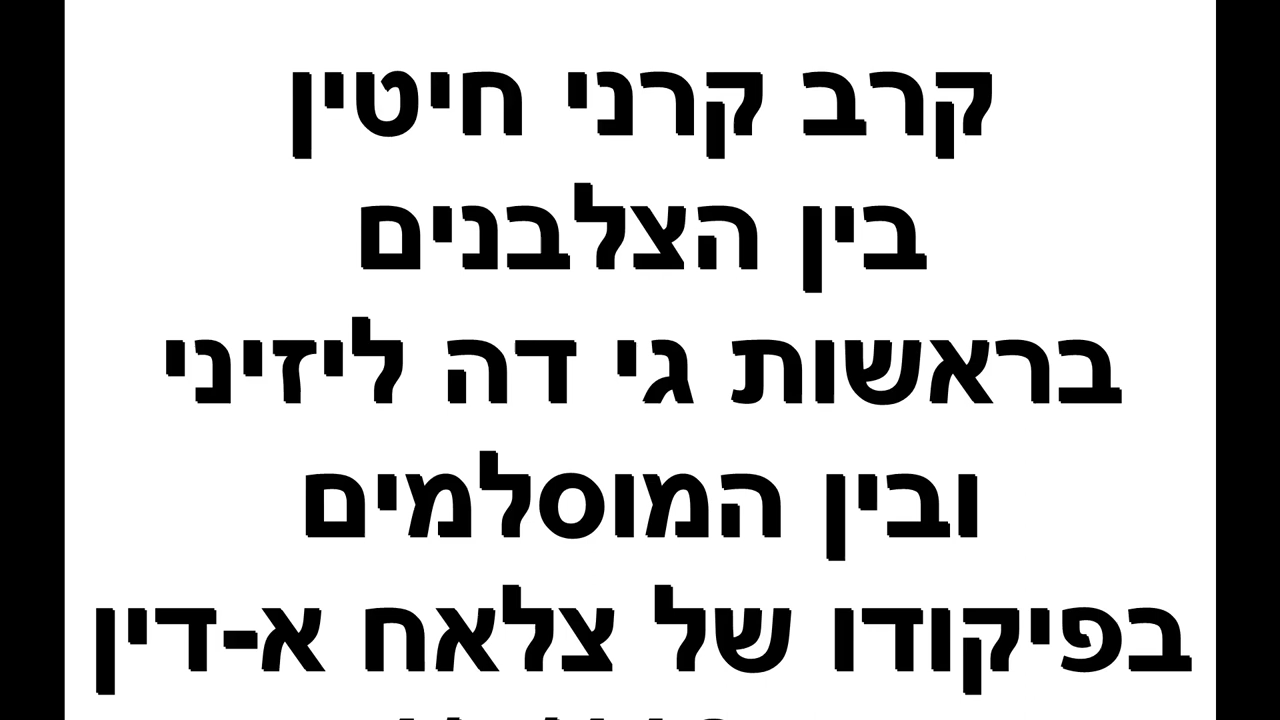 קרב קרני חיטין
בין הצלבנים
בראשות גי דה ליזיני
ובין המוסלמים
בפיקודו של צלאח א-דין